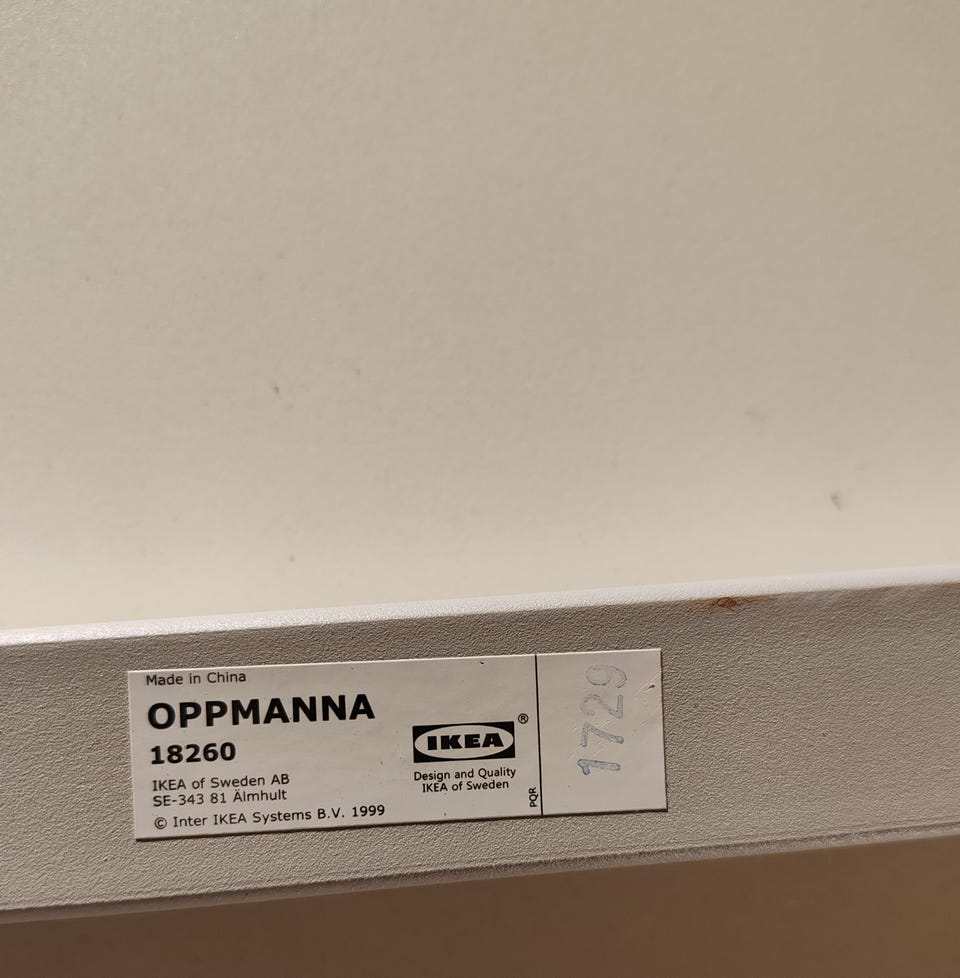 Made in China
OPPMANNA
18260
IKEA of Sweden AB
SE-343 81 Älmhult
© Inter IKEA Systems B.V. 1999
IKEA®
Design and Quality
IKEA of Sweden
PQR
1729